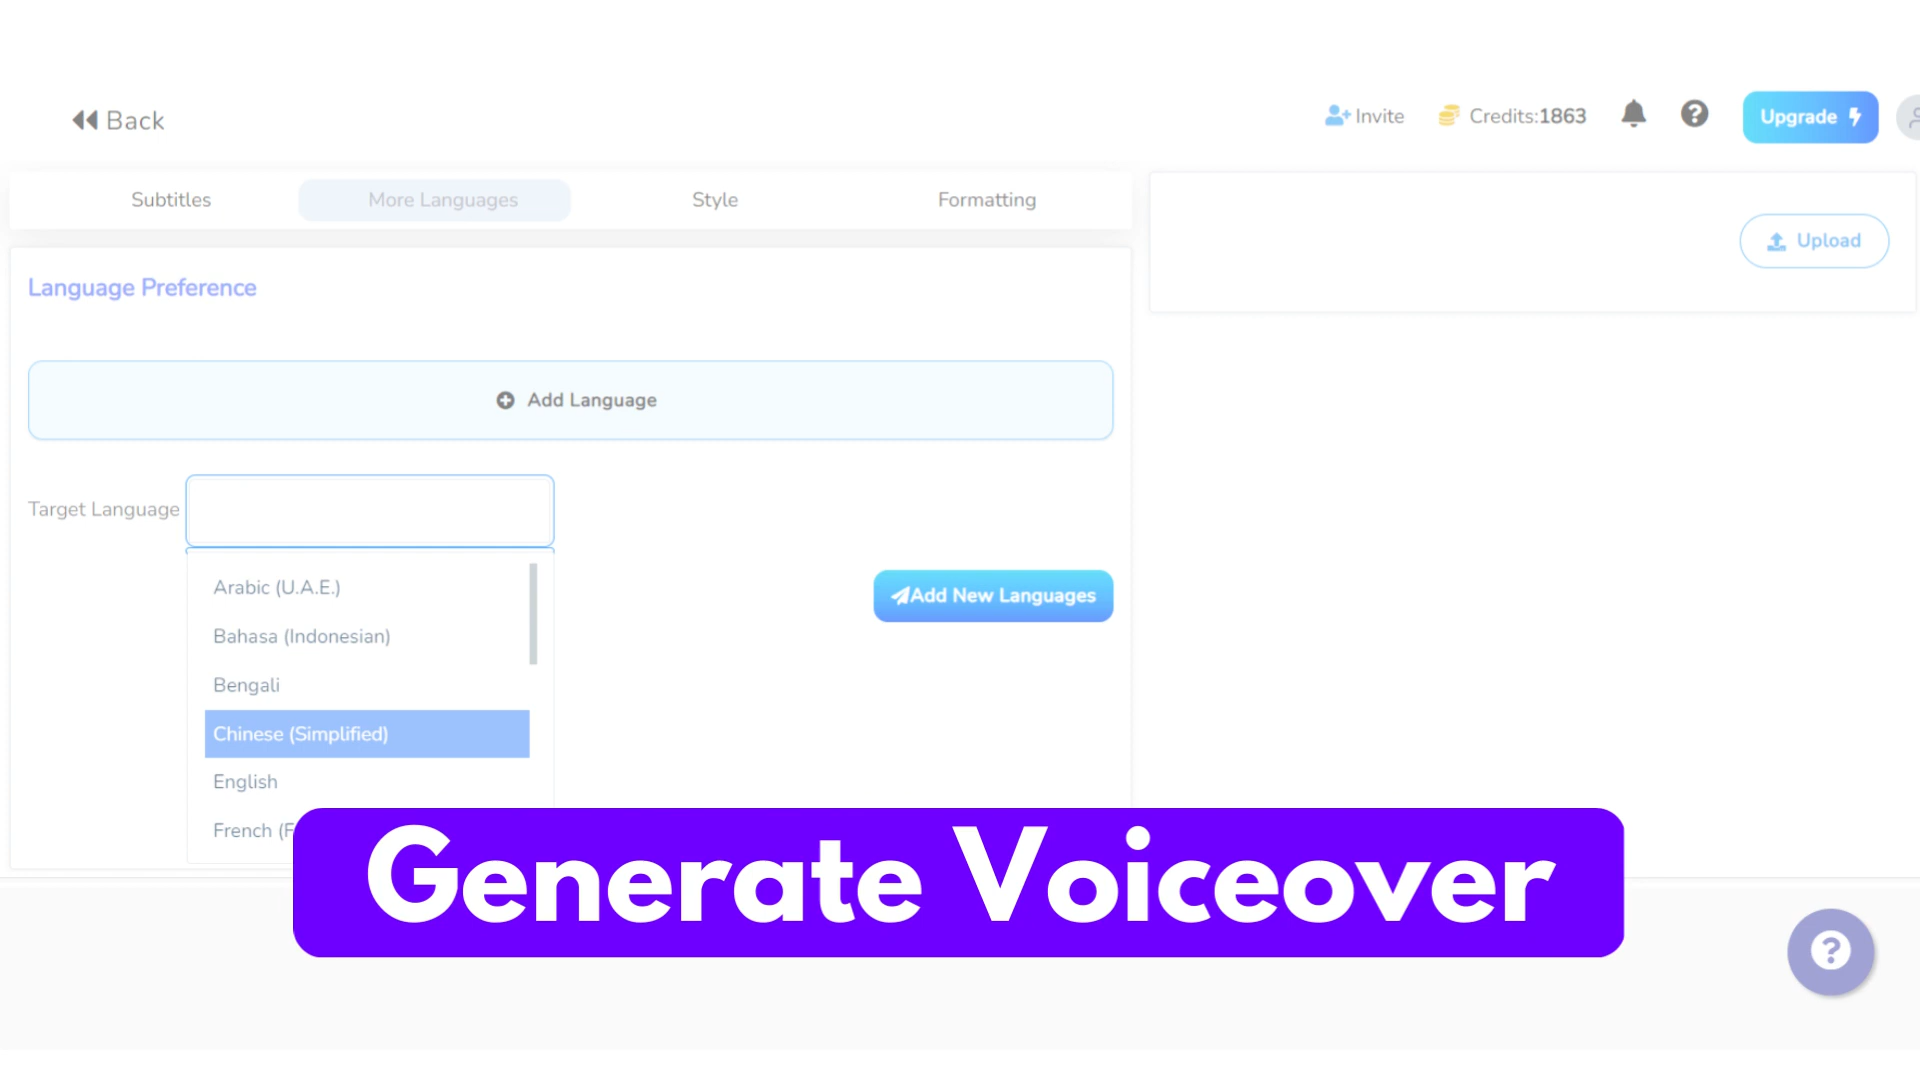 Back
Invite
Credits:1863
Upgrade
Subtitles
More Languages
Style
Formatting
Upload
Language Preference
Add Language
Target Language
Arabic (U.A.E.)
Bahasa (Indonesian)
Add New Languages
Bengali
Chinese (Simplified)
English
French (F
Generate Voiceover